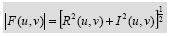 |F(u,v)| = [R²(u,v) + I²(u,v)]^{1/2}